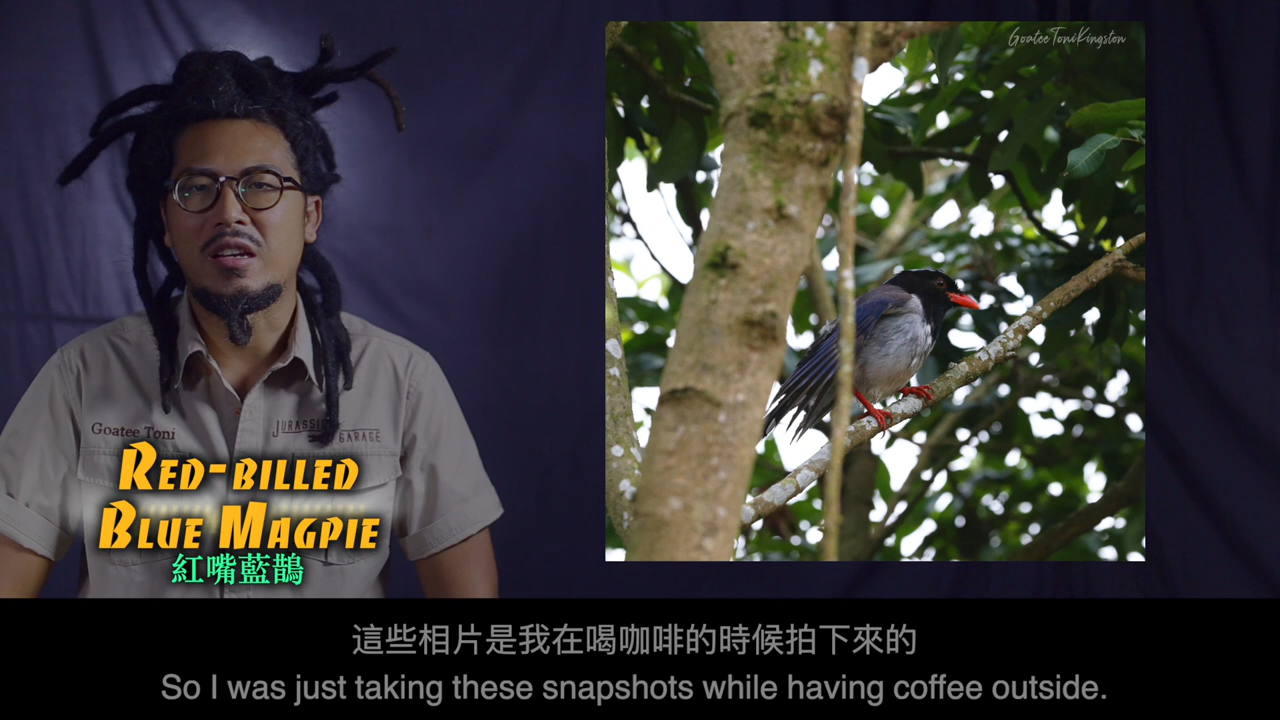 GoateeToniKingston
Goatee Toni
JURASSIC
GARAGE
RED-BILLED
BLUE MAGPIE
紅嘴藍鵲
這些相片是我在喝咖啡的時候拍下來的
So I was just taking these snapshots while having coffee outside.